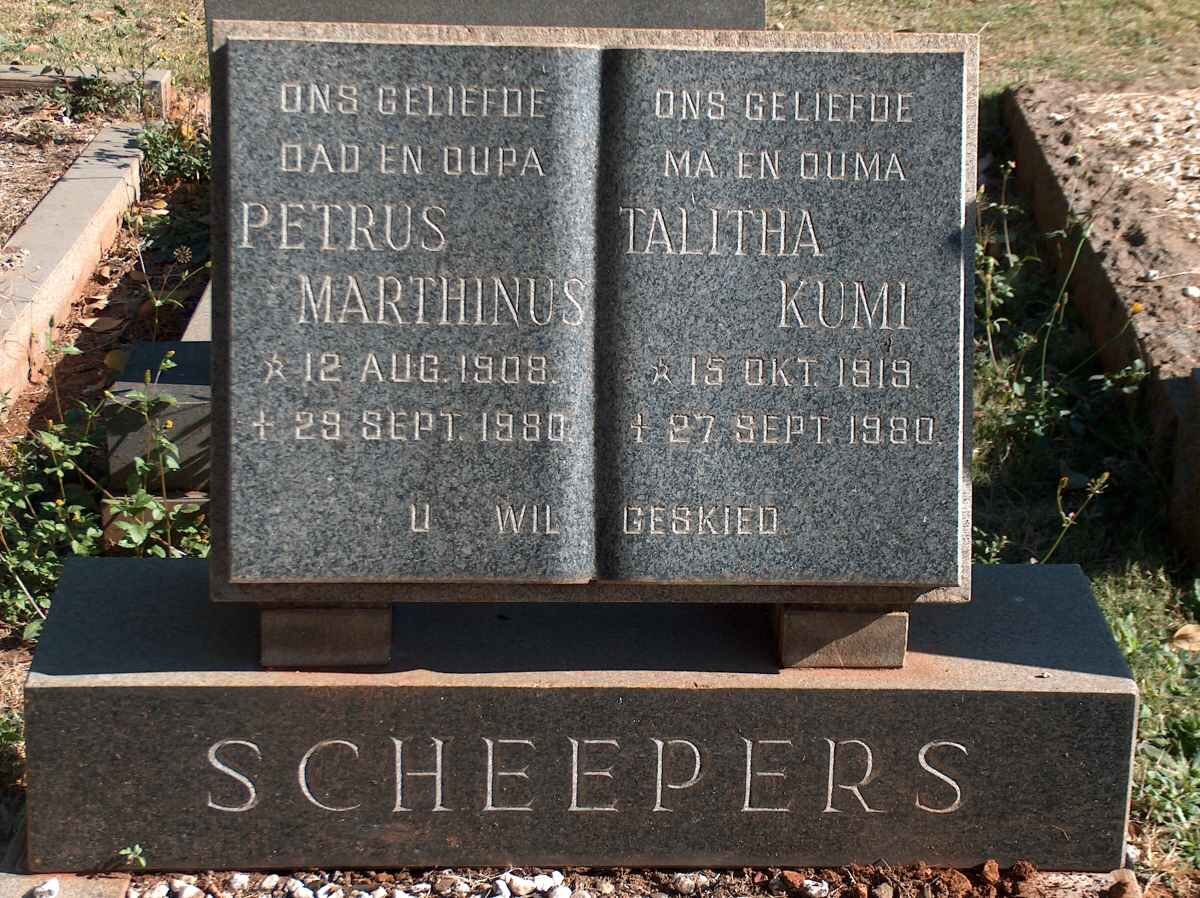 ONS GELIEFDE
DAD EN OUPA
PETRUS
MARTHINUS
☆ 12 AUG. 1908.
+ 29 SEPT. 1980.
ONS GELIEFDE
MA EN OUMA
TALITHA
KUMI
☆ 15 OKT. 1919.
+ 27 SEPT. 1980.
U WIL GESKIED.
SCHEEPERS